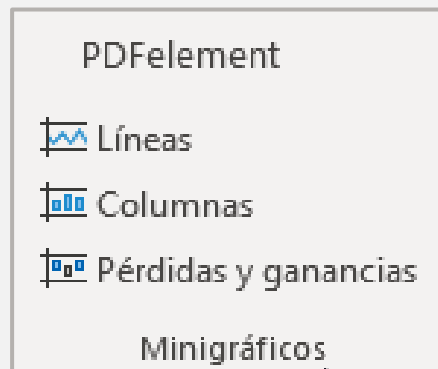 PDFelement
Líneas
Columnas
Pérdidas y ganancias
Minigráficos